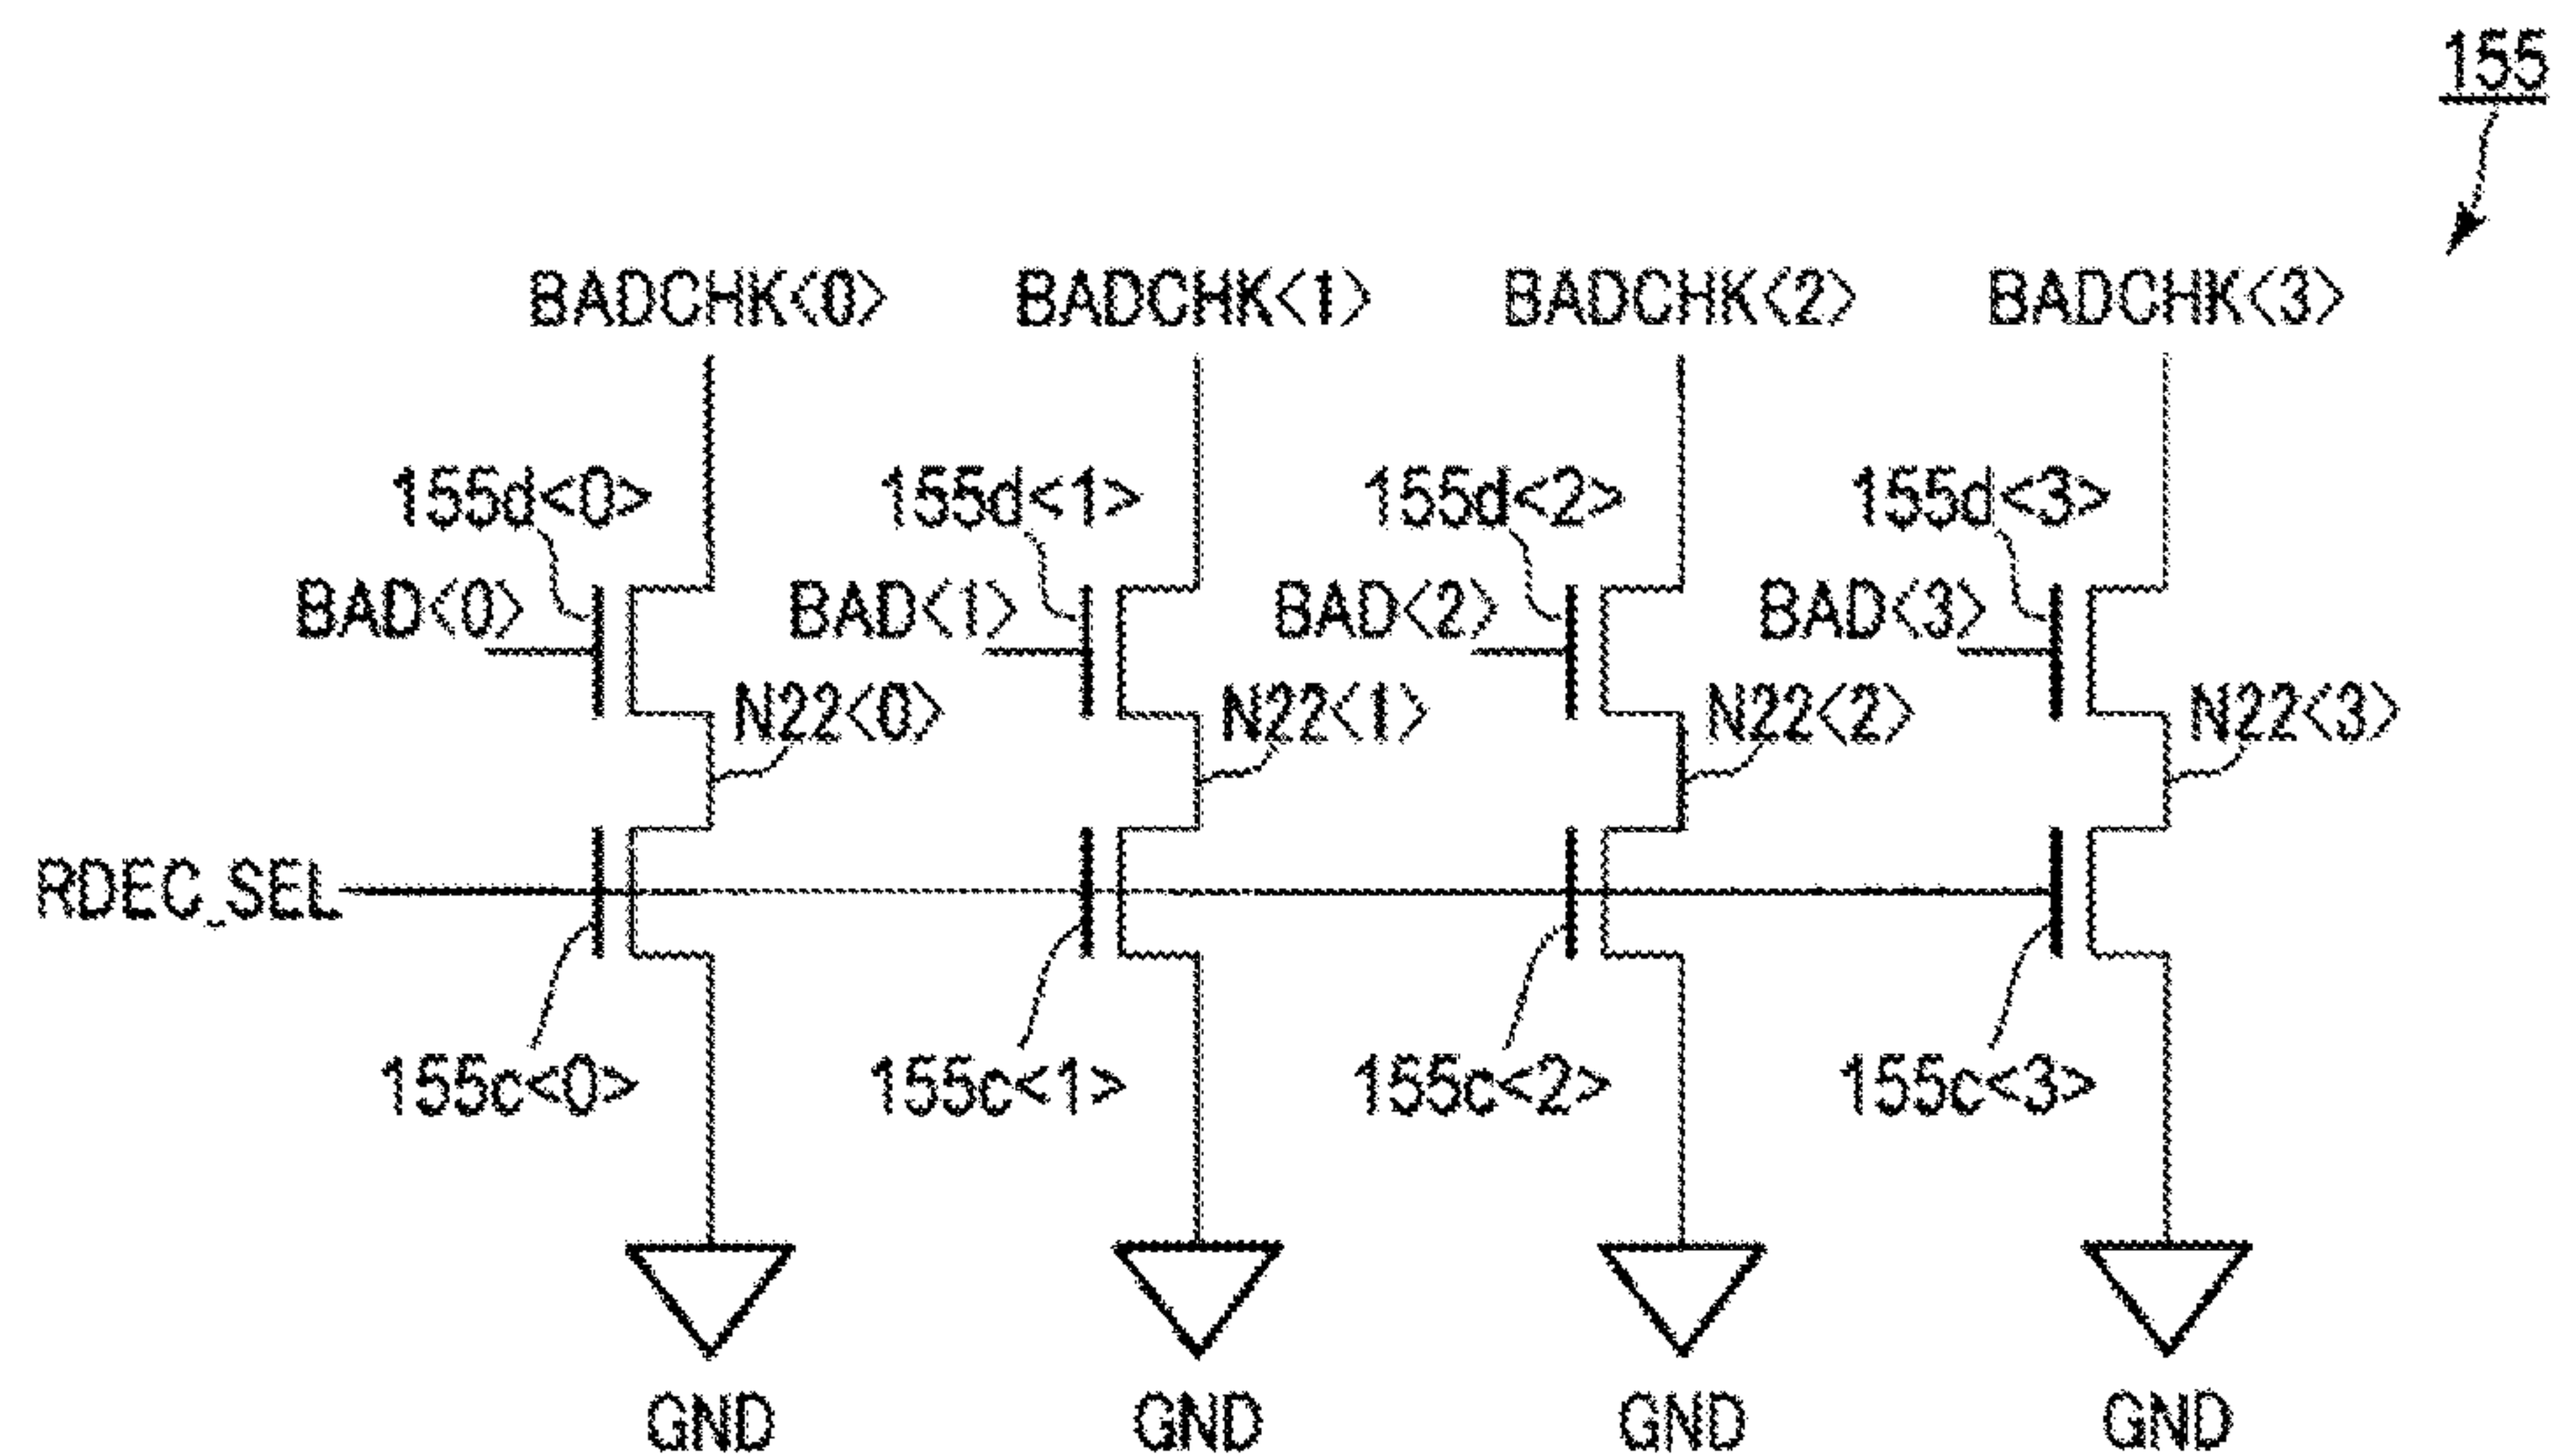 155
BADCHK<0> BADCHK<1> BADCHK<2> BADCHK<3>
155d<0> 155d<1> 155d<2> 155d<3>
BAD<0> BAD<1> BAD<2> BAD<3>
N22<0> N22<1> N22<2> N22<3>
RDEC_SEL
155c<0> 155c<1> 155c<2> 155c<3>
GND GND GND GND